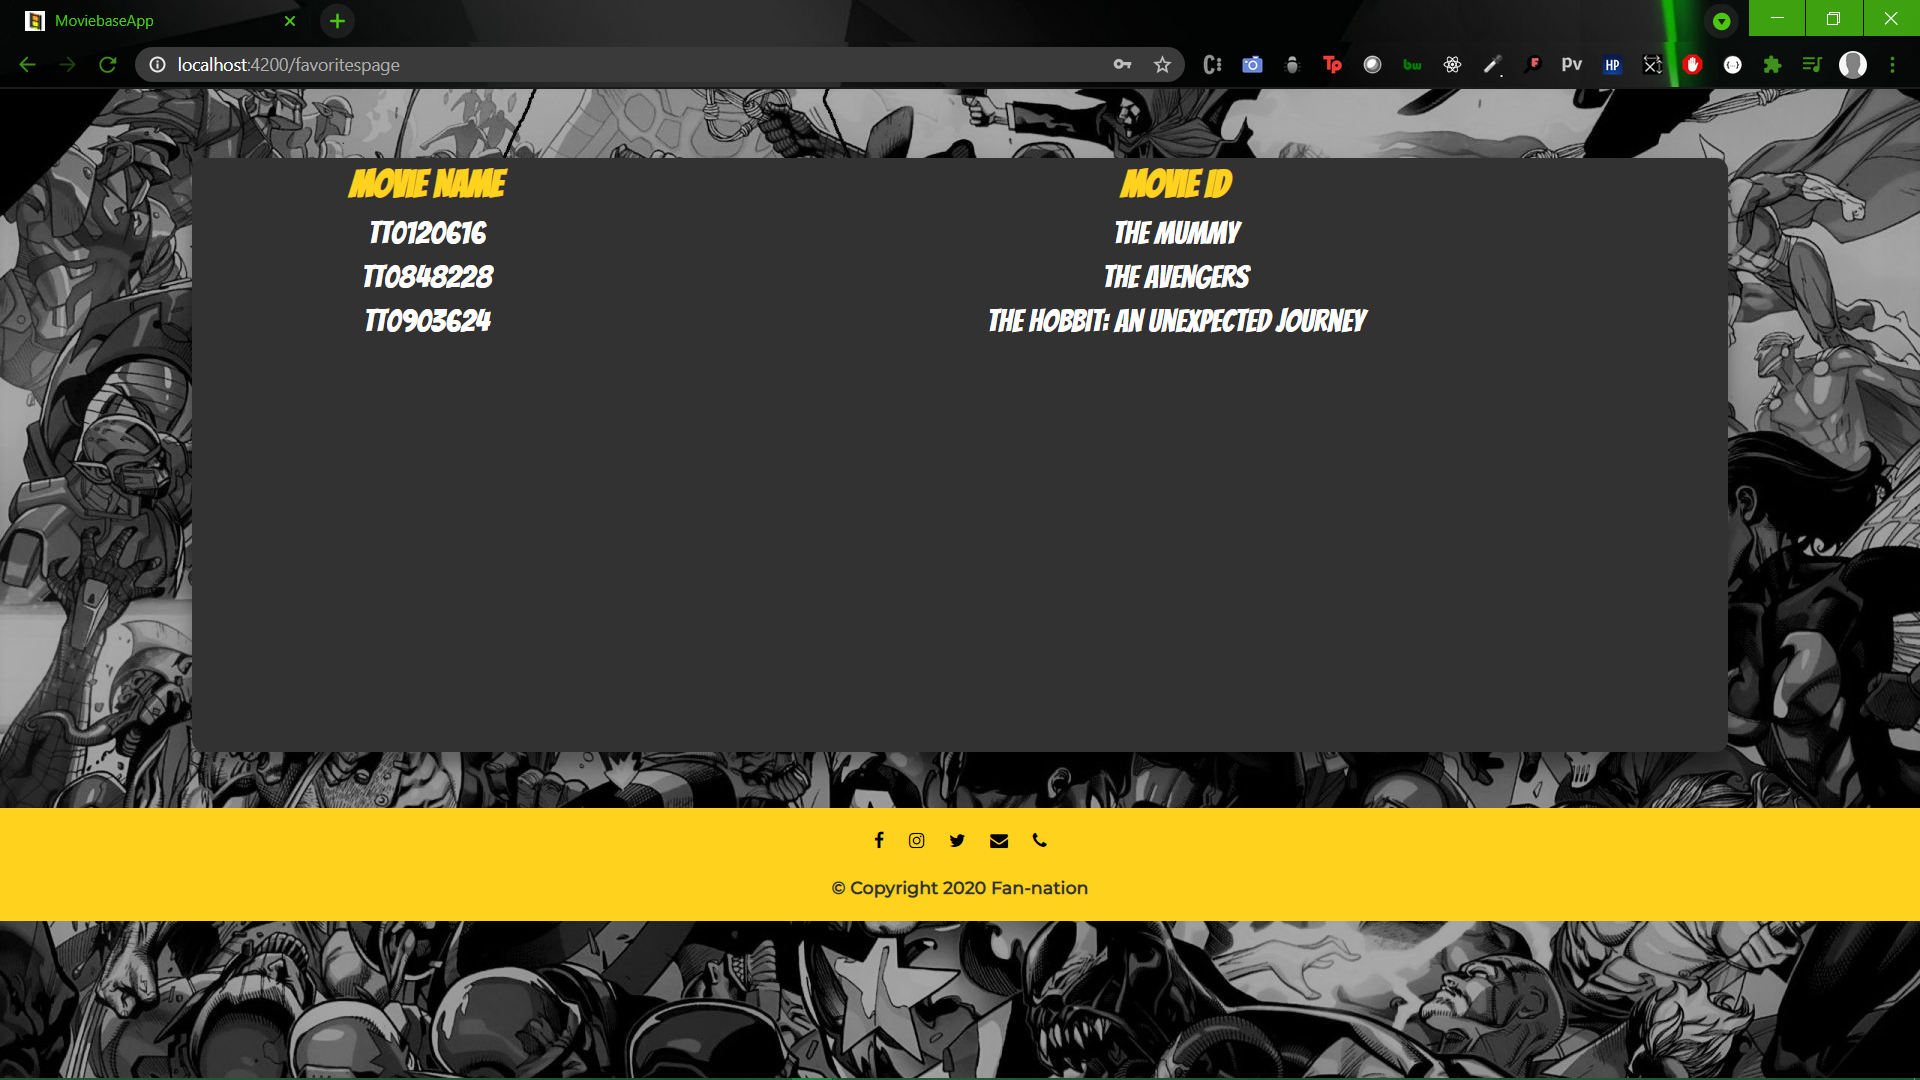 MoviebaseApp
localhost:4200/favoritespage
C
Tp
bw
F
pv
HP
MOVIE NAME MOVIE ID
TT0120616 THE MUMMY
TT0848228 THE AVENGERS
TT0903624 THE HOBBIT: AN UNEXPECTED JOURNEY
© Copyright 2020 Fan-nation